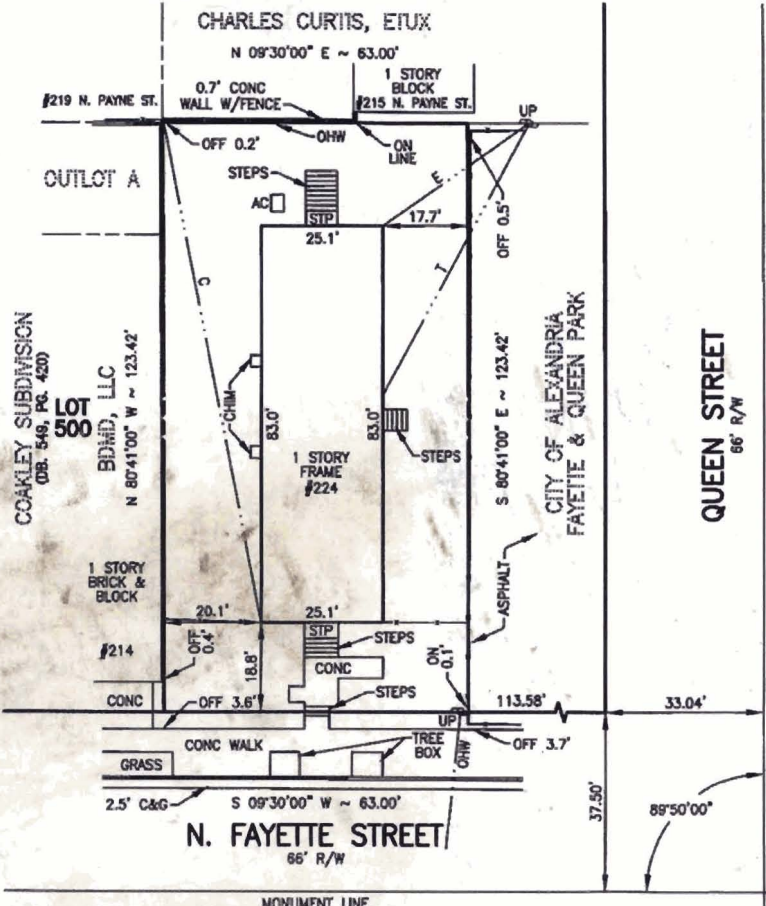 CHARLES CURTIS, ETUX
N 09°30'00" E ~ 63.00'
1 STORY
BLOCK
#215 N. PAYNE ST.
0.7' CONC
WALL W/FENCE
#219 N. PAYNE ST.
UP
OFF 0.2'
OHW
ON
LINE
OUTLOT A
STEPS
E
AC
STP
17.7'
OFF 0.5'
25.1'
T
C
COAKLEY SUBDIVISION
(DB. 549, PG. 420)
LOT
500
BDMD, LLC
N 80°41'00" W ~ 123.42'
CHIM
83.0'
83.0'
STEPS
1 STORY
FRAME
#224
S 80°41'00" E ~ 123.42'
CITY OF ALEXANDRIA
FAYETTE & QUEEN PARK
QUEEN STREET
66' R/W
1 STORY
BRICK &
BLOCK
ASPHALT
20.1'
25.1'
STP
STEPS
#214
OFF
0.4'
18.8'
CONC
ON
0.1'
CONC
OFF 3.6'
STEPS
UP
113.58'
33.04'
CONC WALK
TREE
BOX
OHW
OFF 3.7'
GRASS
2.5' C&G
S 09°30'00" W ~ 63.00'
37.50'
89°50'00"
N. FAYETTE STREET
66' R/W
MONUMENT LINE